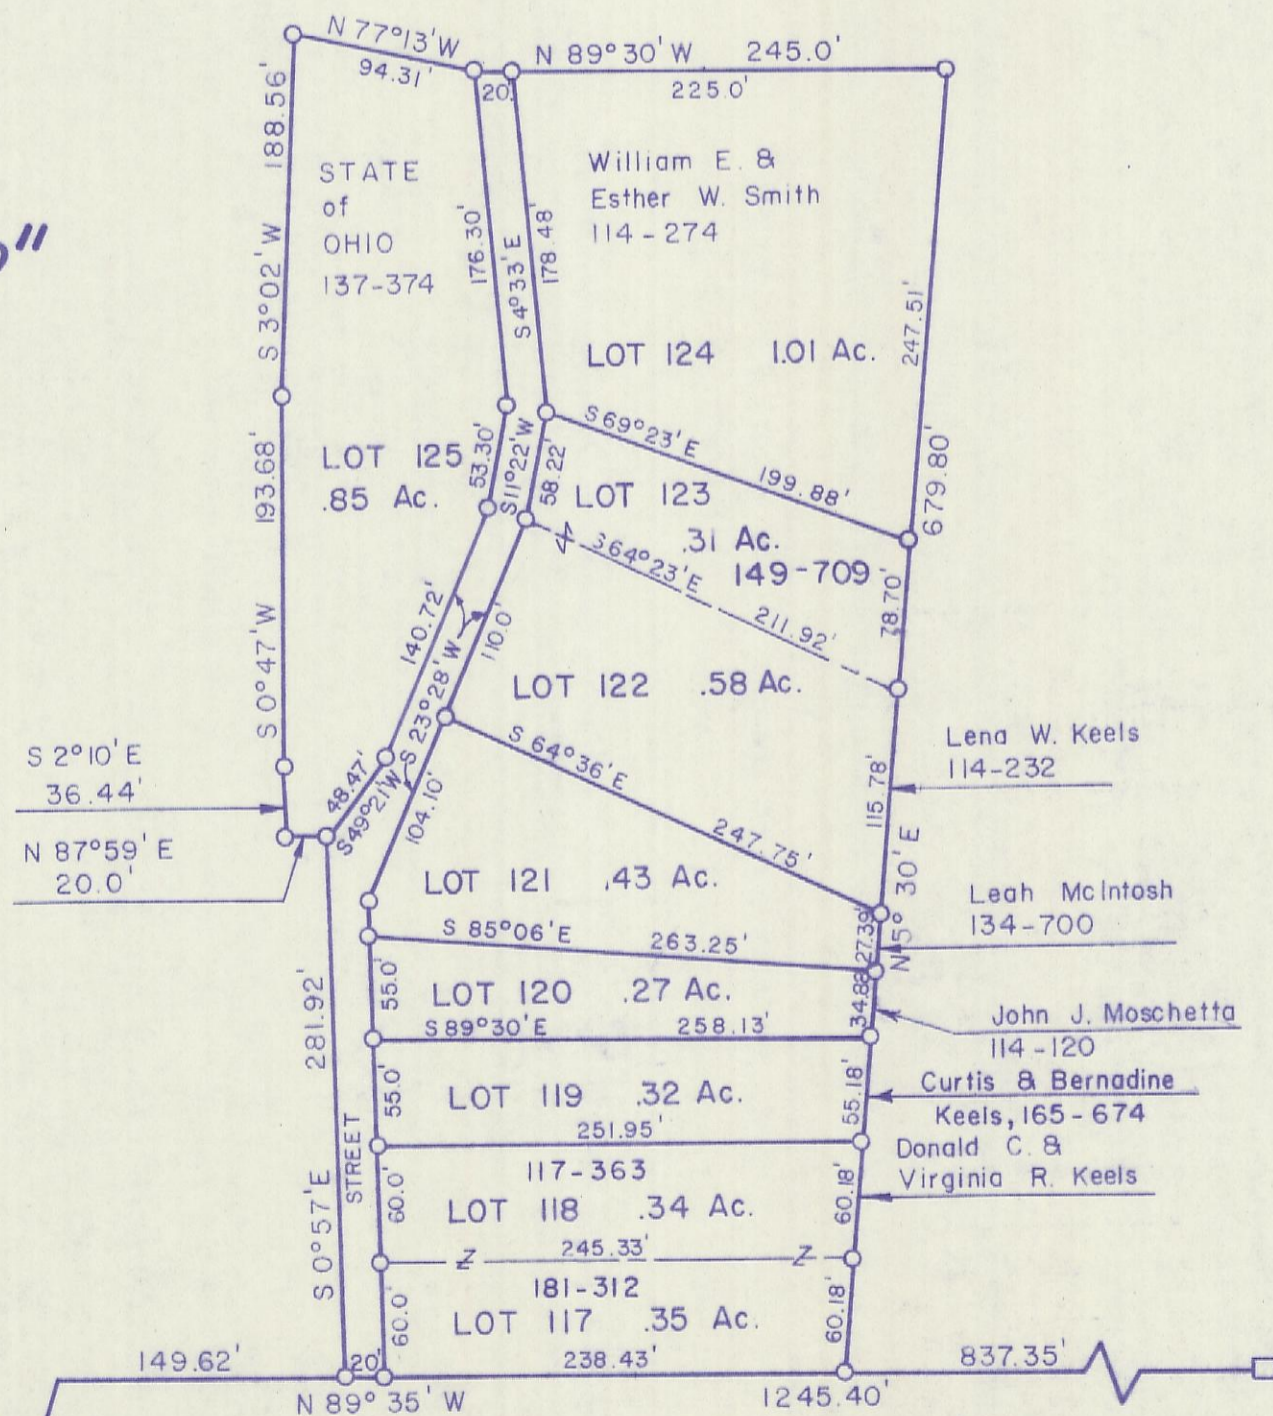 N 77°13' W
94.31'
N 89°30' W 245.0'
20.
225.0'
188.56'
S 3°02' W
STATE
of
OHIO
137-374
176.30'
S 4°33' E
178.48'
William E. &
Esther W. Smith
114-274
LOT 124 1.01 Ac.
247.51'
679.80'
193.68'
S 0°47' W
LOT 125
.85 Ac.
53.30'
S 11°22' W
58.22'
S 69°23' E
199.88'
LOT 123
.31 Ac.
149-709
S 64°23' E
211.92'
78.70'
140.72'
S 23°28' W
110.0'
LOT 122 .58 Ac.
S 2°10' E
36.44'
N 87°59' E
20.0'
48.47'
S 49°21' W
104.10'
S 64°36' E
247.75'
115.78'
N 5° 30' E
Lena W. Keels
114-232
LOT 121 .43 Ac.
Leah McIntosh
134-700
27.39'
S 85°06' E 263.25'
55.0'
LOT 120 .27 Ac.
34.88'
John J. Moschetta
114-120
S 89°30' E 258.13'
281.92'
S 0°57' E
STREET
55.0'
LOT 119 .32 Ac.
55.18'
Curtis & Bernadine
Keels, 165-674
251.95'
117-363
Donald C. &
Virginia R. Keels
60.0'
LOT 118 .34 Ac.
60.18'
Z 245.33' Z
181-312
60.0'
LOT 117 .35 Ac.
60.18'
149.62'
20'
238.43'
837.35'
N 89° 35' W 1245.40'